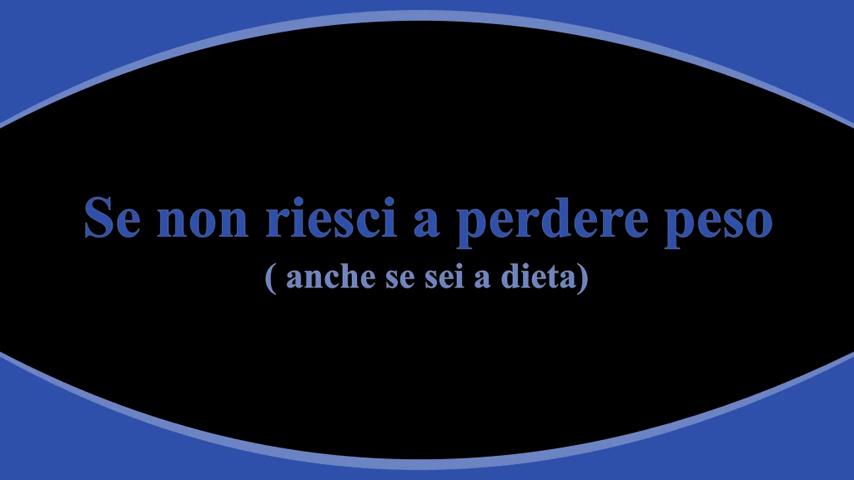 Se non riesci a perdere peso
( anche se sei a dieta)